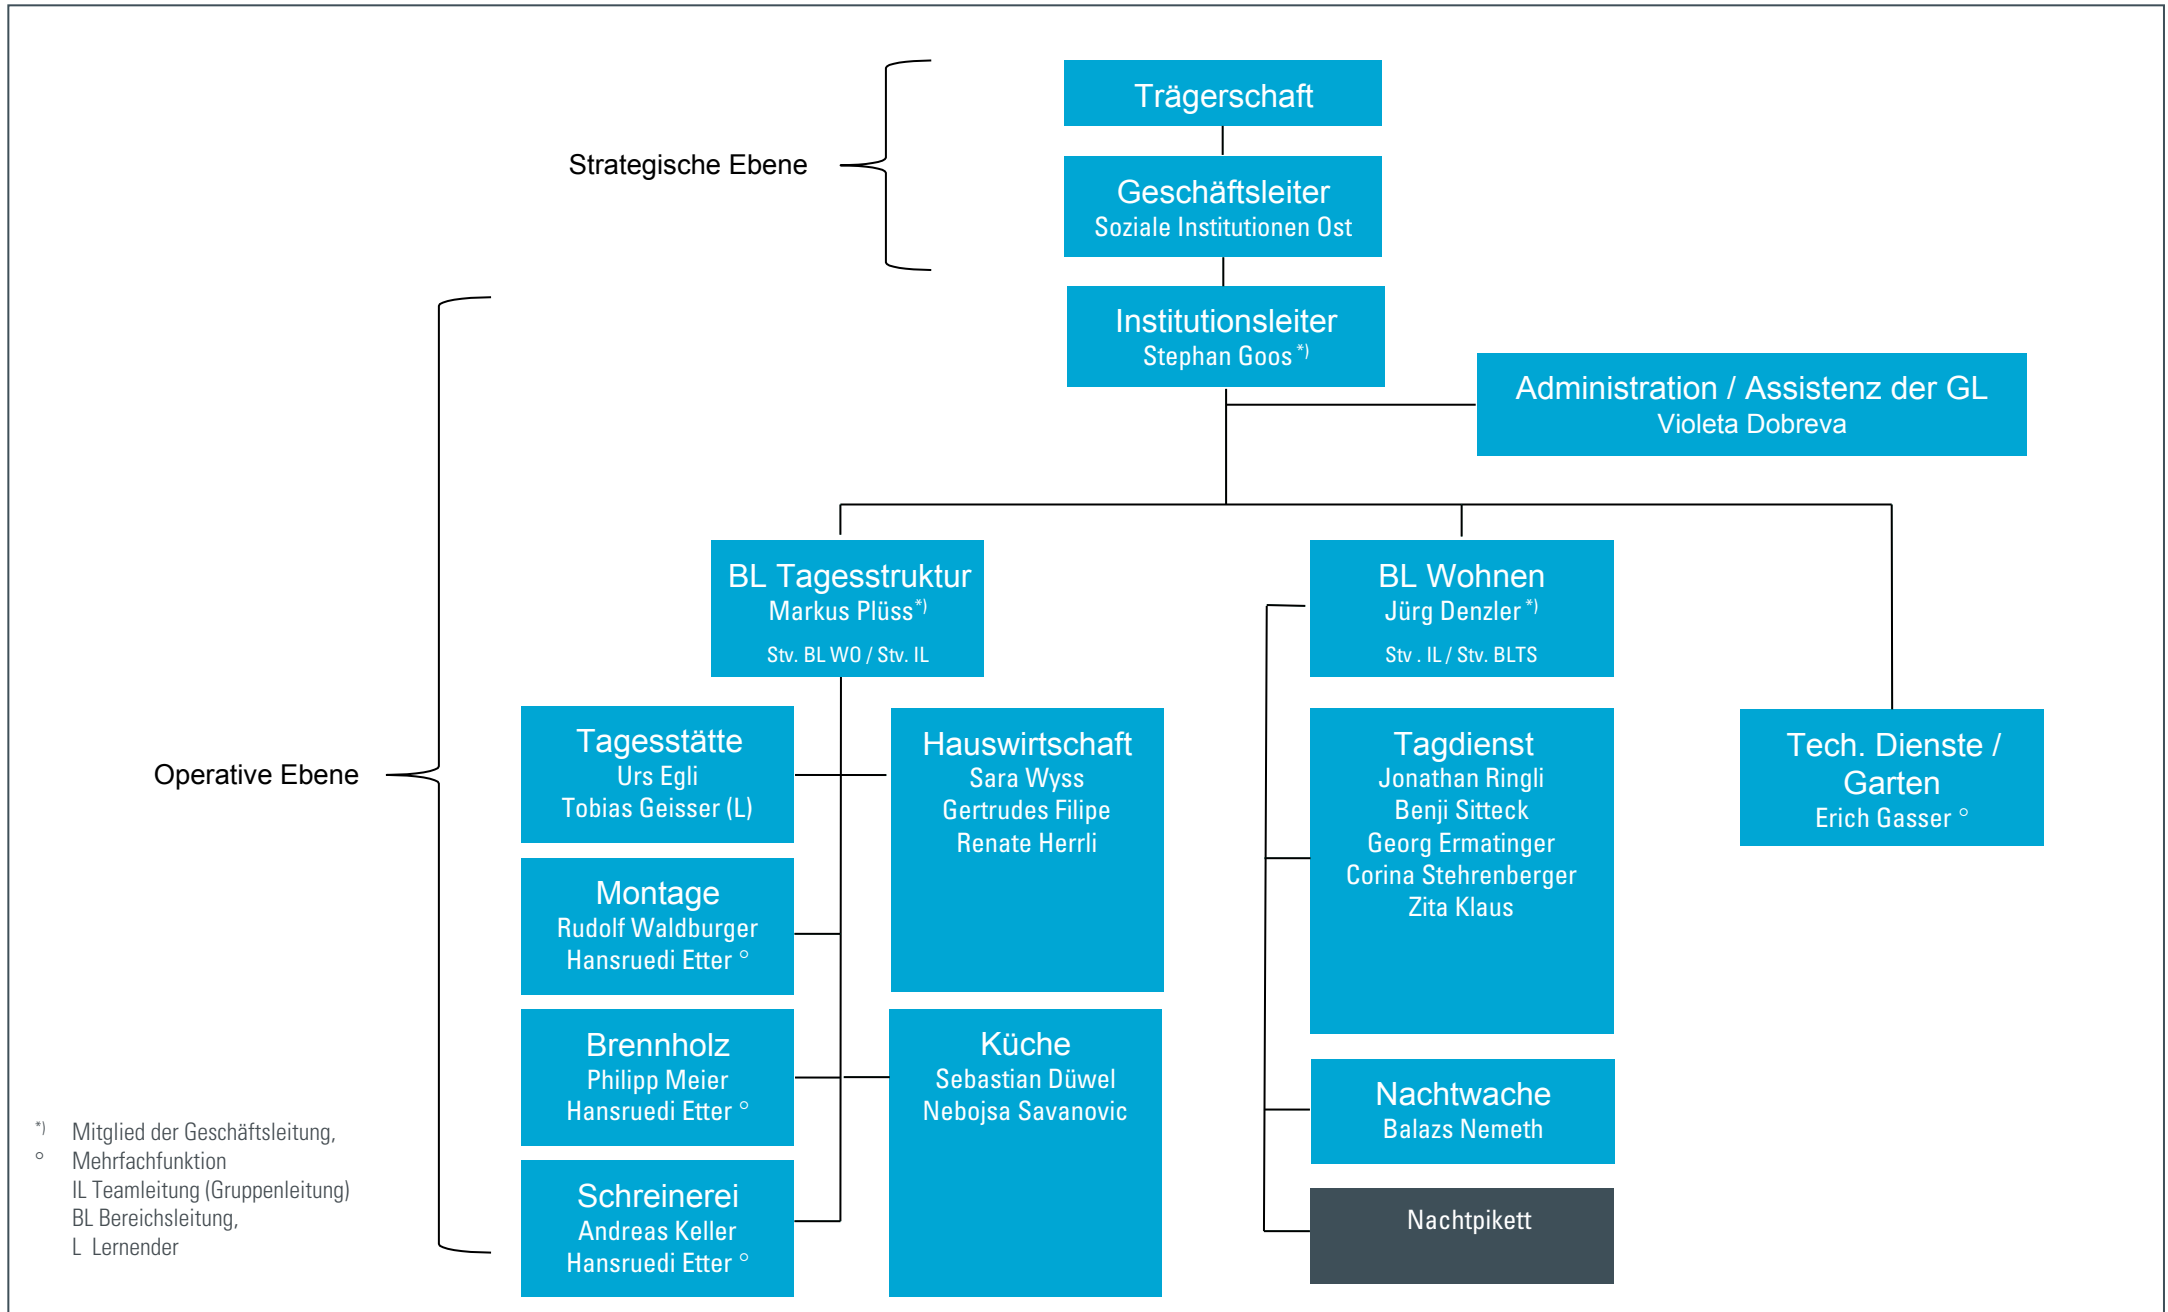 Trägerschaft
Strategische Ebene
Geschäftsleiter
Soziale Institutionen Ost
Institutionsleiter
Stephan Goos *)
Administration / Assistenz der GL
Violeta Dobreva
Operative Ebene
BL Tagesstruktur
Markus Plüss *)
Stv. BL WO / Stv. IL
BL Wohnen
Jürg Denzler *)
Stv . IL / Stv. BLTS
Tagesstätte
Urs Egli
Tobias Geisser (L)
Hauswirtschaft
Sara Wyss
Gertrudes Filipe
Renate Herrli
Tagdienst
Jonathan Ringli
Benji Sitteck
Georg Ermatinger
Corina Stehrenberger
Zita Klaus
Tech. Dienste /
Garten
Erich Gasser °
Montage
Rudolf Waldburger
Hansruedi Etter °
Brennholz
Philipp Meier
Hansruedi Etter °
Küche
Sebastian Düwel
Nebojsa Savanovic
Nachtwache
Balazs Nemeth
Schreinerei
Andreas Keller
Hansruedi Etter °
Nachtpikett
*) Mitglied der Geschäftsleitung,
° Mehrfachfunktion
IL Teamleitung (Gruppenleitung)
BL Bereichsleitung,
L Lernender